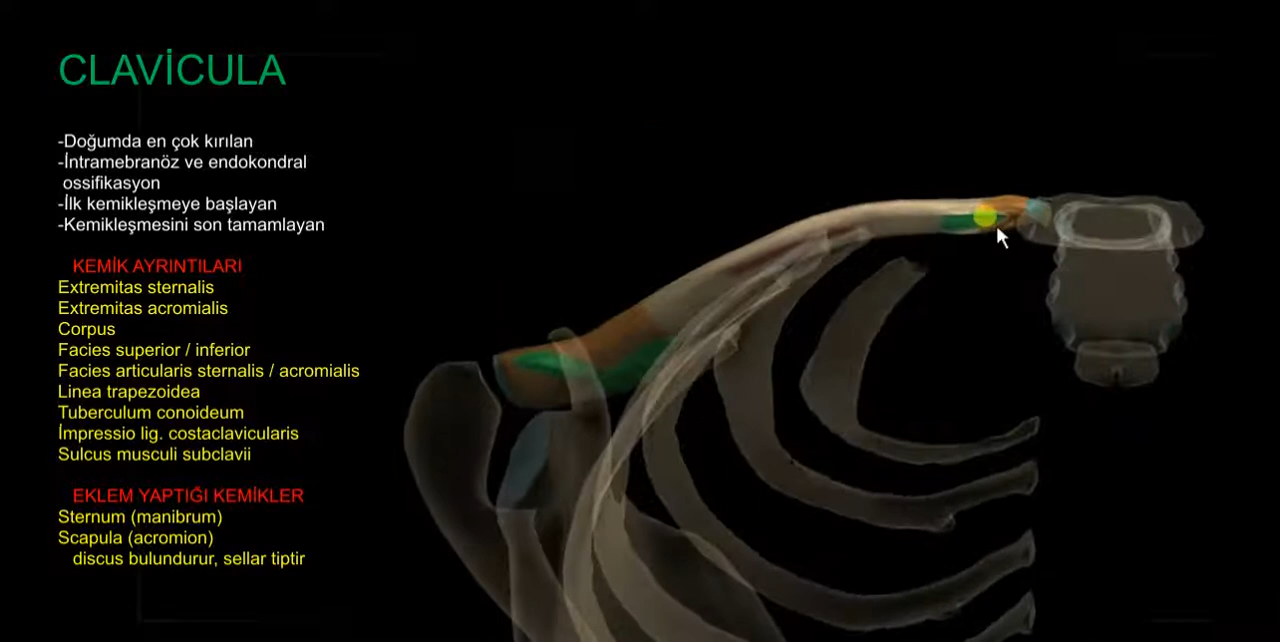 CLAVİCULA
-Doğumda en çok kırılan
-İntramebranöz ve endokondral
ossifikasyon
-İlk kemikleşmeye başlayan
-Kemikleşmesini son tamamlayan
KEMİK AYRINTILARI
Extremitas sternalis
Extremitas acromialis
Corpus
Facies superior / inferior
Facies articularis sternalis / acromialis
Linea trapezoidea
Tuberculum conoideum
İmpressio lig. costaclavicularis
Sulcus musculi subclavii
EKLEM YAPTIĞI KEMİKLER
Sternum (manibrum)
Scapula (acromion)
discus bulundurur, sellar tiptir